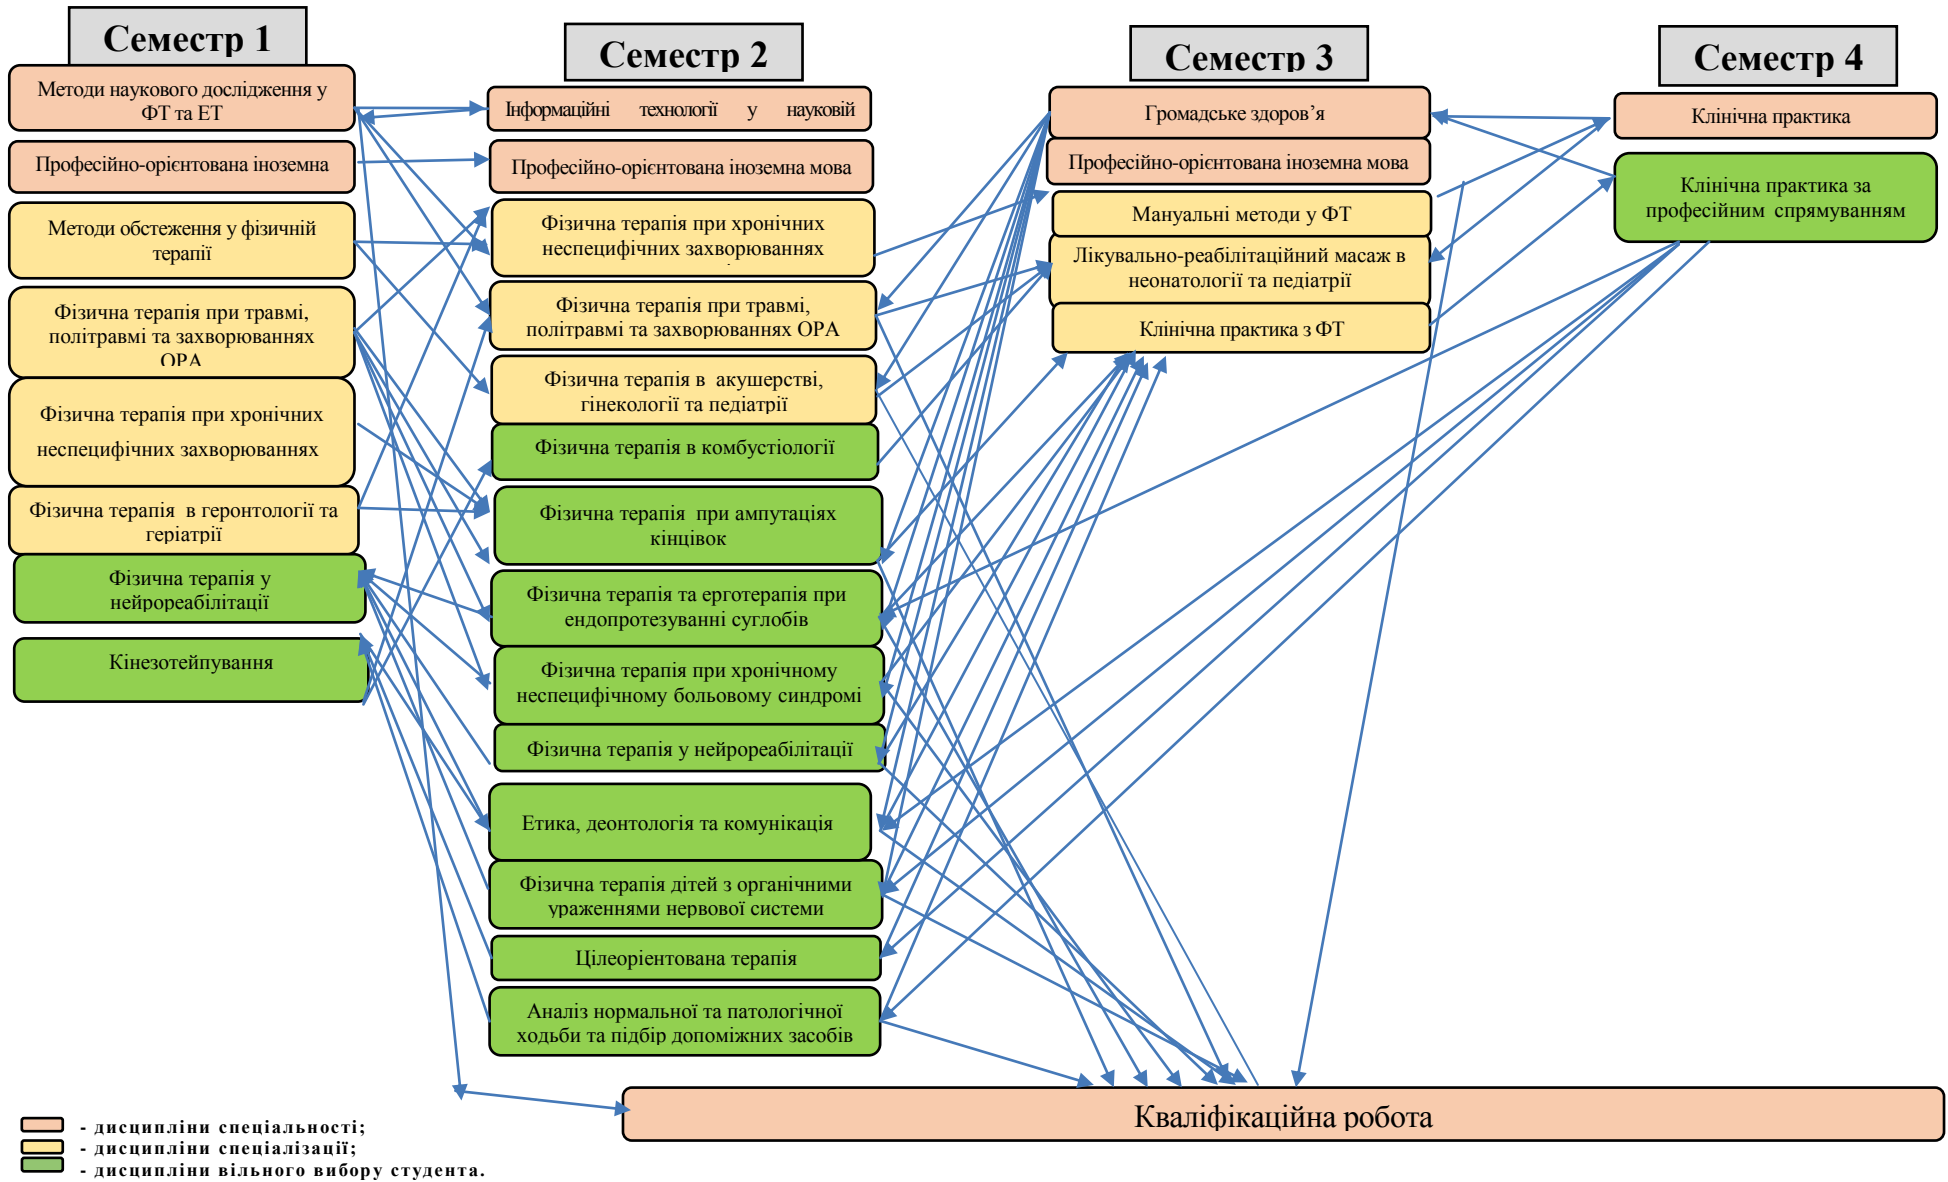 Семестр 1
Методи наукового дослідження у
ФТ та ЕТ
Професійно-орієнтована іноземна
Методи обстеження у фізичній
терапії
Фізична терапія при травмі,
політравмі та захворюваннях
ОРА
Фізична терапія при хронічних
неспецифічних захворюваннях
Фізична терапія в геронтології та
геріатрії
Фізична терапія у
нейрореабілітації
Кінезотейпування
Семестр 2
Інформаційні технології у науковій
Професійно-орієнтована іноземна мова
Фізична терапія при хронічних
неспецифічних захворюваннях
Фізична терапія при травмі,
політравмі та захворюваннях ОРА
Фізична терапія в акушерстві,
гінекології та педіатрії
Фізична терапія в комбустіології
Фізична терапія при ампутаціях
кінцівок
Фізична терапія та ерготерапія при
ендопротезуванні суглобів
Фізична терапія при хронічному
неспецифічному больовому синдромі
Фізична терапія у нейрореабілітації
Етика, деонтологія та комунікація
Фізична терапія дітей з органічними
ураженнями нервової системи
Цілеорієнтована терапія
Аналіз нормальної та патологічної
ходьби та підбір допоміжних засобів
Семестр 3
Громадське здоров’я
Професійно-орієнтована іноземна мова
Мануальні методи у ФТ
Лікувально-реабілітаційний масаж в
неонатології та педіатрії
Клінічна практика з ФТ
Семестр 4
Клінічна практика
Клінічна практика за
професійним спрямуванням
Кваліфікаційна робота
- дисципліни спеціальності;
- дисципліни спеціалізації;
- дисципліни вільного вибору студента.